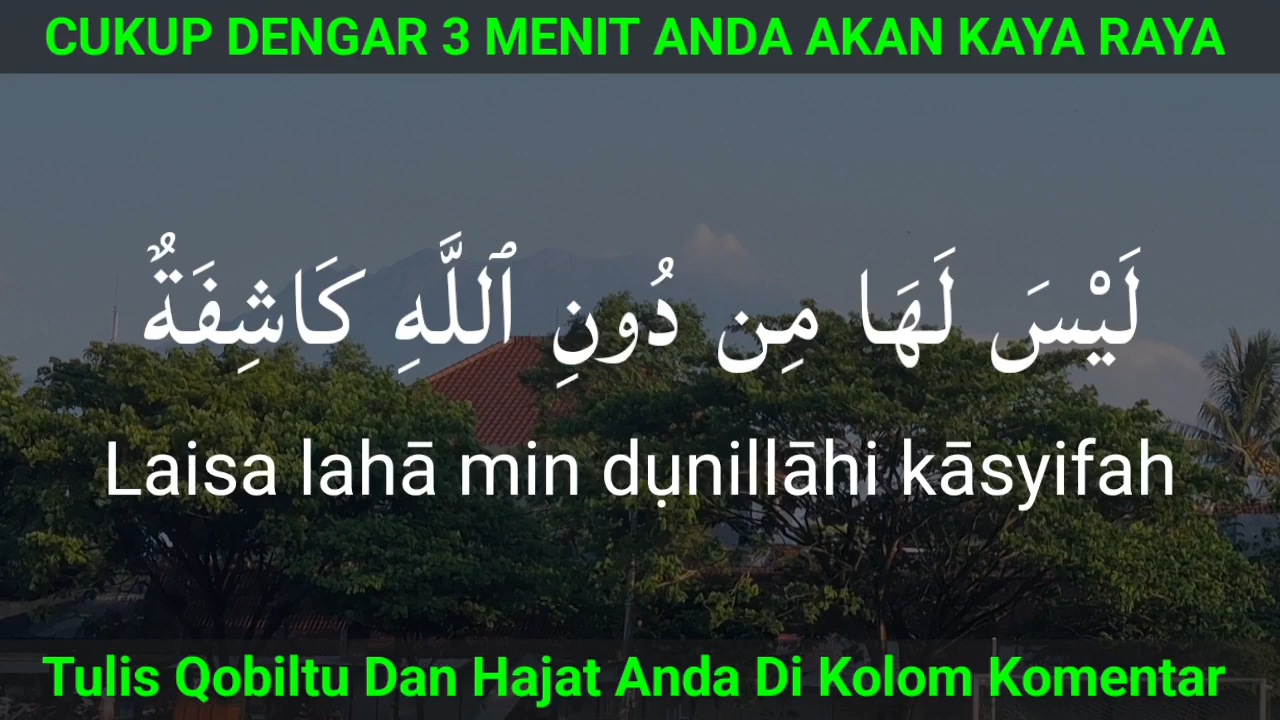 CUKUP DENGAR 3 MENIT ANDA AKAN KAYA RAYA
لَيْسَ لَهَا مِن دُونِ ٱللَّهِ كَاشِفَةٌ
Laisa lahā min dụnillāhi kāsyifah
Tulis Qobiltu Dan Hajat Anda Di Kolom Komentar